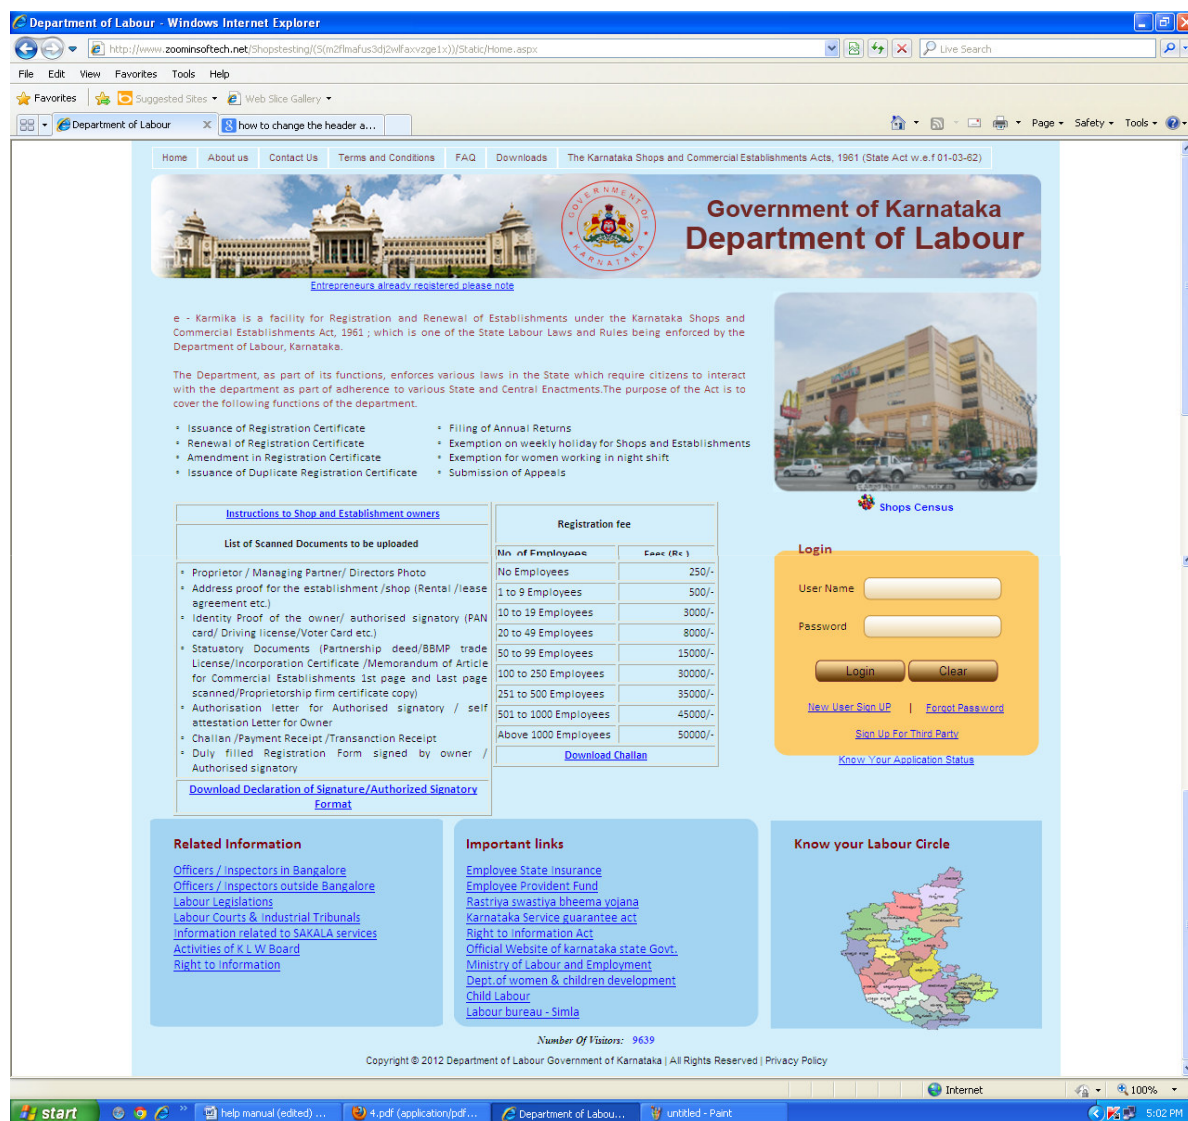 Department of Labour - Windows Internet Explorer
http://www.zoominsoftech.net/Shopstesting/(S(m2flmafus3dj2wlfaxvzge1x))/Static/Home.aspx
Live Search
File Edit View Favorites Tools Help
Favorites Suggested Sites Web Slice Gallery
Department of Labour X how to change the header a...
Page Safety Tools
Home About us Contact Us Terms and Conditions FAQ Downloads The Karnataka Shops and Commercial Establishments Acts, 1961 (State Act w.e.f 01-03-62)
GOVERNMENT OF KARNATAKA
Government of Karnataka
Department of Labour
Entrepreneurs already registered please note
e - Karmika is a facility for Registration and Renewal of Establishments under the Karnataka Shops and
Commercial Establishments Act, 1961 ; which is one of the State Labour Laws and Rules being enforced by the
Department of Labour, Karnataka.
The Department, as part of its functions, enforces various laws in the State which require citizens to interact
with the department as part of adherence to various State and Central Enactments.The purpose of the Act is to
cover the following functions of the department.
Issuance of Registration Certificate
Renewal of Registration Certificate
Amendment in Registration Certificate
Issuance of Duplicate Registration Certificate
Filing of Annual Returns
Exemption on weekly holiday for Shops and Establishments
Exemption for women working in night shift
Submission of Appeals
Shops Census
Instructions to Shop and Establishment owners
List of Scanned Documents to be uploaded
Proprietor / Managing Partner/ Directors Photo
Address proof for the establishment /shop (Rental /lease
agreement etc.)
Identity Proof of the owner/ authorised signatory (PAN
card/ Driving license/Voter Card etc.)
Statuatory Documents (Partnership deed/BBMP trade
License/Incorporation Certificate /Memorandum of Article
for Commercial Establishments 1st page and Last page
scanned/Proprietorship firm certificate copy)
Authorisation letter for Authorised signatory / self
attestation Letter for Owner
Challan /Payment Receipt /Transanction Receipt
Duly filled Registration Form signed by owner /
Authorised signatory
Download Declaration of Signature/Authorized Signatory
Format
Registration fee
No. of Employees Fees (Rs.)
No Employees 250/-
1 to 9 Employees 500/-
10 to 19 Employees 3000/-
20 to 49 Employees 8000/-
50 to 99 Employees 15000/-
100 to 250 Employees 30000/-
251 to 500 Employees 35000/-
501 to 1000 Employees 45000/-
Above 1000 Employees 50000/-
Download Challan
Login
User Name
Password
Login Clear
New User Sign UP | Forgot Password
Sign Up For Third Party
Know Your Application Status
Related Information
Officers / Inspectors in Bangalore
Officers / Inspectors outside Bangalore
Labour Legislations
Labour Courts & Industrial Tribunals
Information related to SAKALA services
Activities of K L W Board
Right to Information
Important links
Employee State Insurance
Employee Provident Fund
Rastriya swastiya bheema yojana
Karnataka Service guarantee act
Right to Information Act
Official Website of karnataka state Govt.
Ministry of Labour and Employment
Dept.of women & children development
Child Labour
Labour bureau - Simla
Know your Labour Circle
Number Of Visitors: 9639
Copyright © 2012 Department of Labour Government of Karnataka | All Rights Reserved | Privacy Policy
Internet 100%
start help manual (edited) ... 4.pdf (application/pdf... Department of Labou... untitled - Paint 5:02 PM